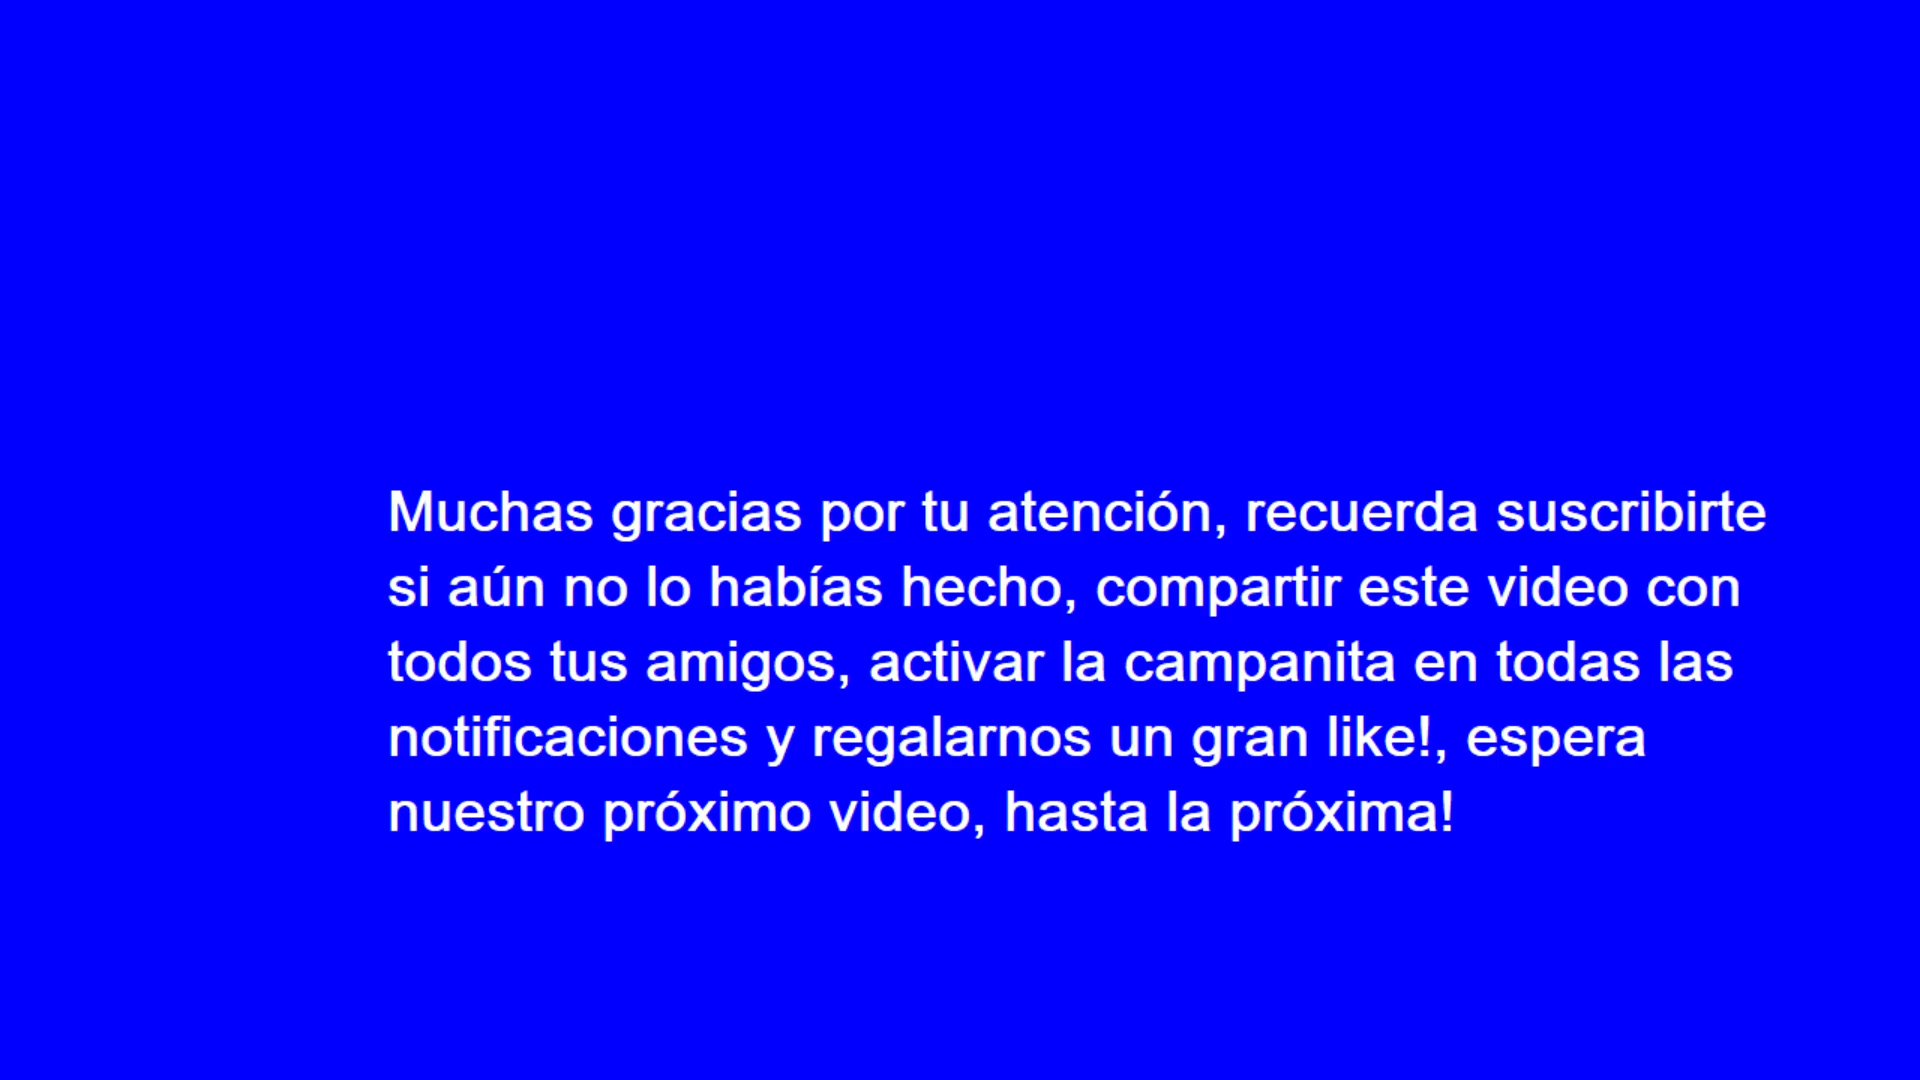 Muchas gracias por tu atención, recuerda suscribirte
si aún no lo habías hecho, compartir este video con
todos tus amigos, activar la campanita en todas las
notificaciones y regalarnos un gran like!, espera
nuestro próximo video, hasta la próxima!